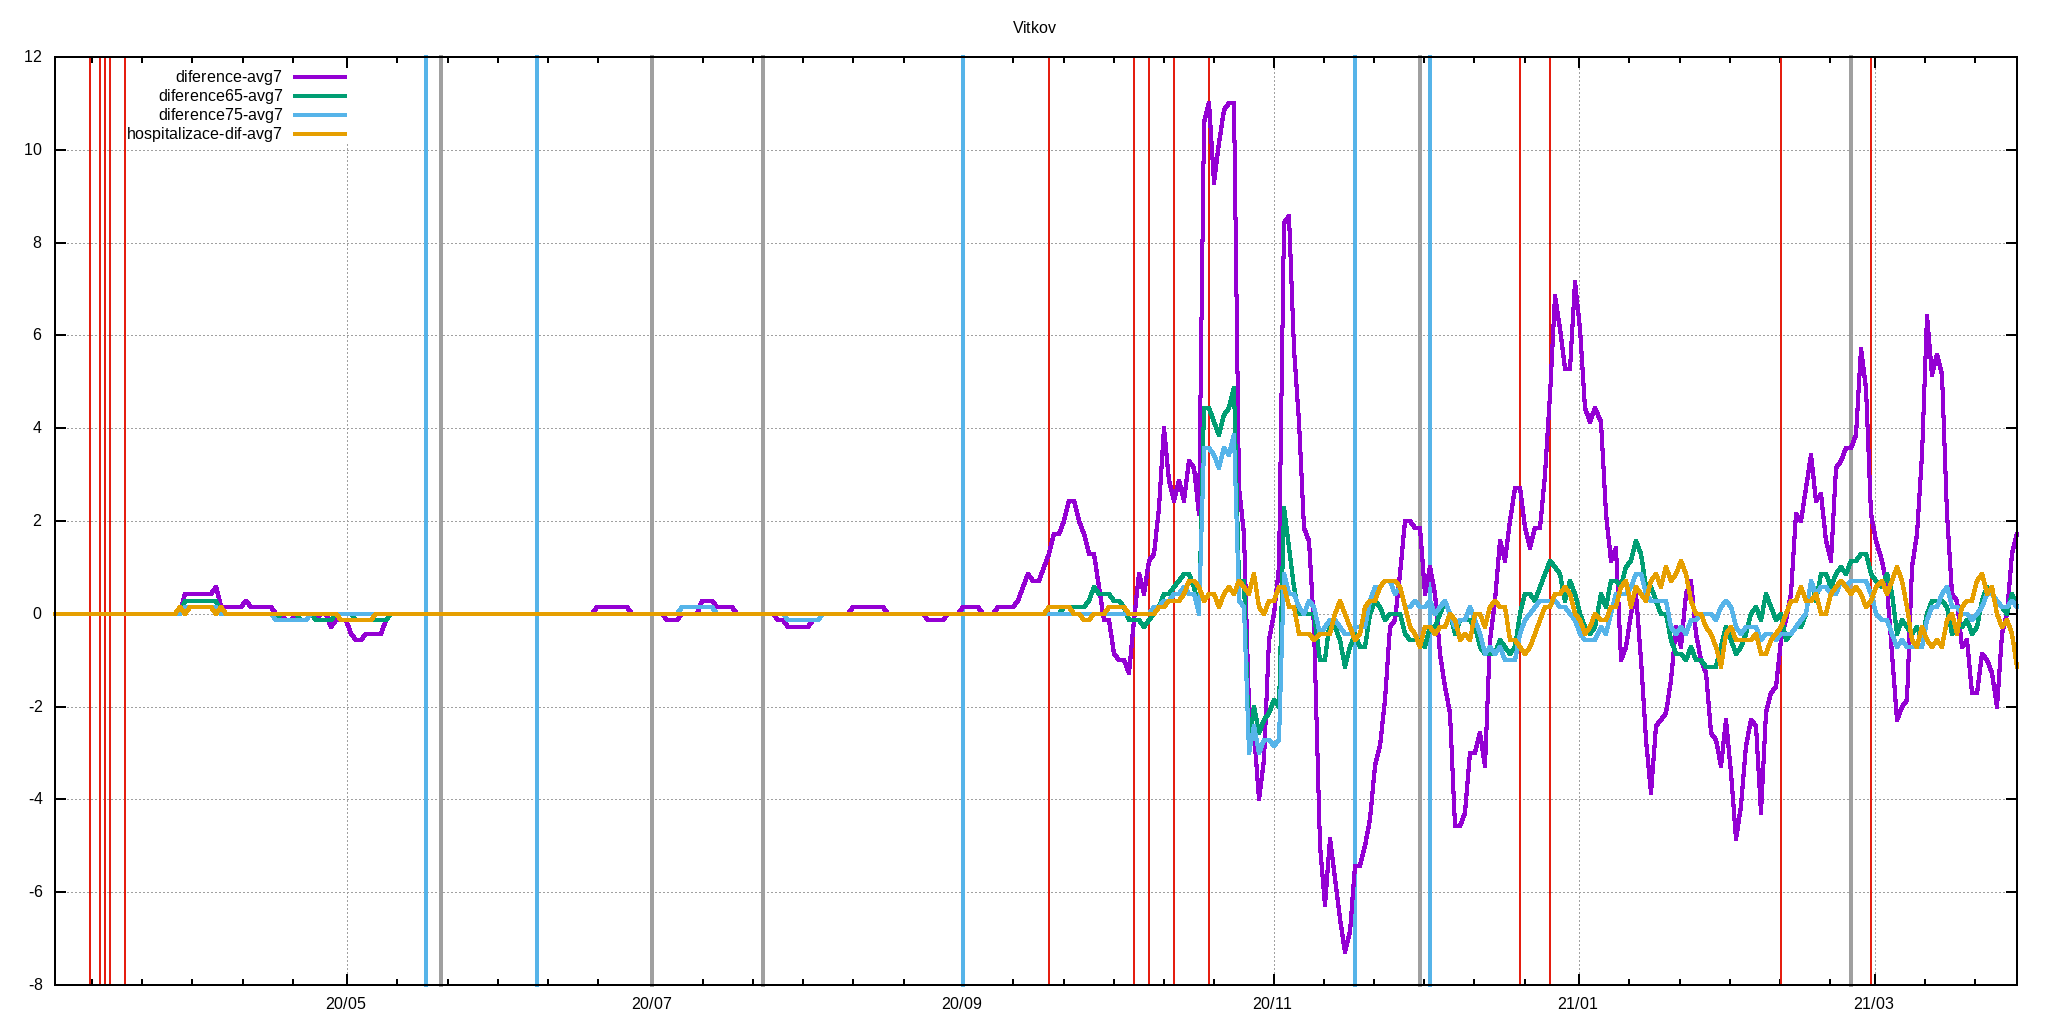 Vitkov
diference-avg7
diference65-avg7
diference75-avg7
hospitalizace-dif-avg7
12
10
8
6
4
2
0
-2
-4
-6
-8
20/05 20/07 20/09 20/11 21/01 21/03